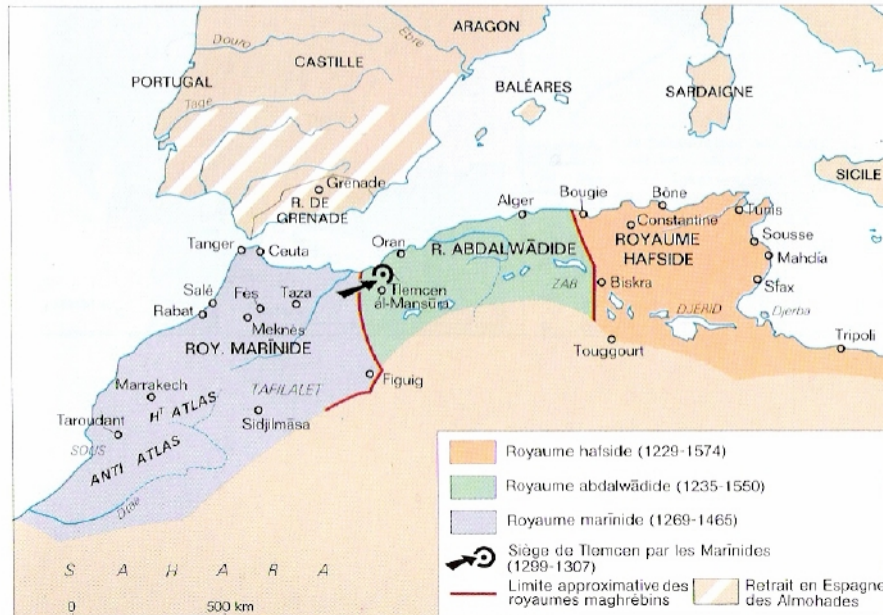 ARAGON
Douro
Ebre
CASTILLE
PORTUGAL
BALÉARES
SARDAIGNE
Tage
SICILE
Grenade
R. DE
GRENADE
Alger
Bougie
Bône
Tunis
Constantine
Tanger
Ceuta
Oran
R. ABDALWĀDIDE
ROYAUME
HAFSIDE
Sousse
Mahdia
Tlemcen
al-Mansūra
ZAB
Biskra
Sfax
Salé
Fes
Taza
Rabat
Meknès
DJERID
Djerba
ROY. MARĪNIDE
Touggourt
Tripoli
Figuig
Marrakech
TAFILALET
Hᵀ ATLAS
Sidjilmāsa
Taroudant
SOUS
ANTI ATLAS
Drâe
S A H A R A
0 500 km
Royaume hafside (1229-1574)
Royaume abdalwādide (1235-1550)
Royaume marīnide (1269-1465)
Siège de Tlemcen par les Marīnides
(1299-1307)
Limite approximative des
royaumes maghrébins
Retrait en Espagne
des Almohades